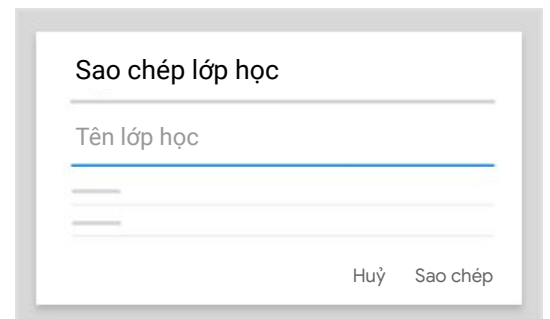 Sao chép lớp học
Tên lớp học
Huỷ Sao chép